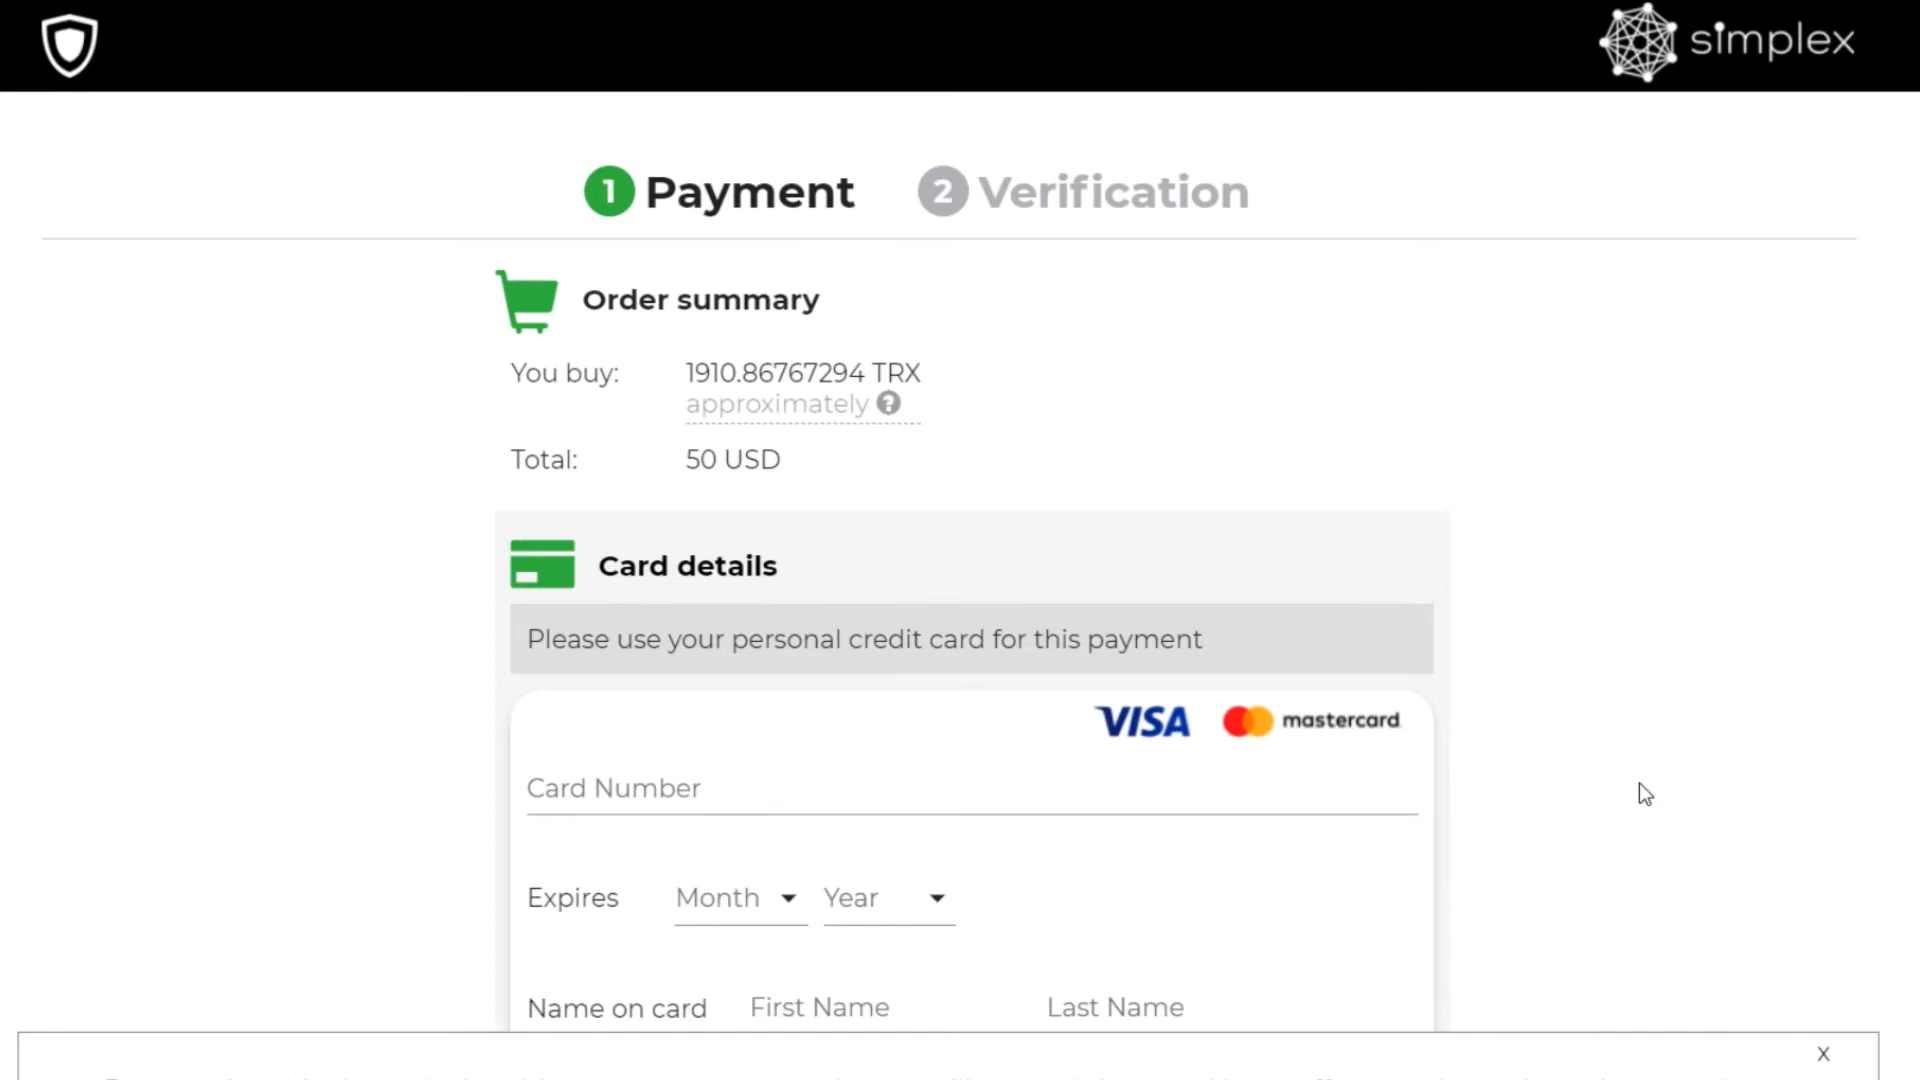 simplex
1 Payment 2 Verification
Order summary
You buy: 1910.86767294 TRX
approximately ?
Total: 50 USD
Card details
Please use your personal credit card for this payment
VISA mastercard
Card Number
Expires Month Year
Name on card First Name Last Name
x